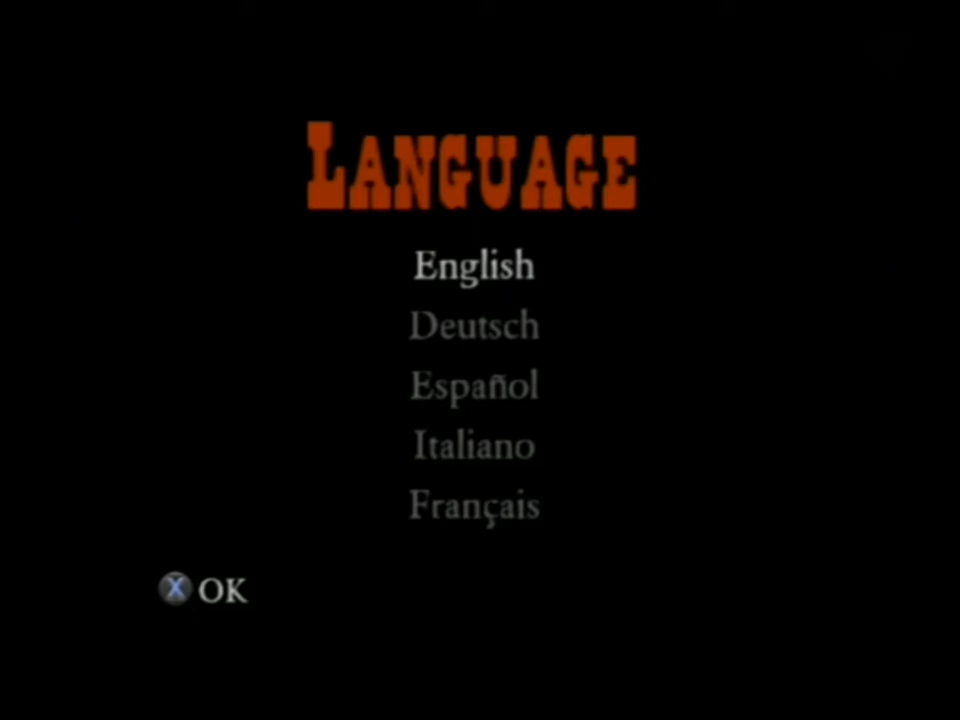 LANGUAGE
English
Deutsch
Español
Italiano
Français
X OK